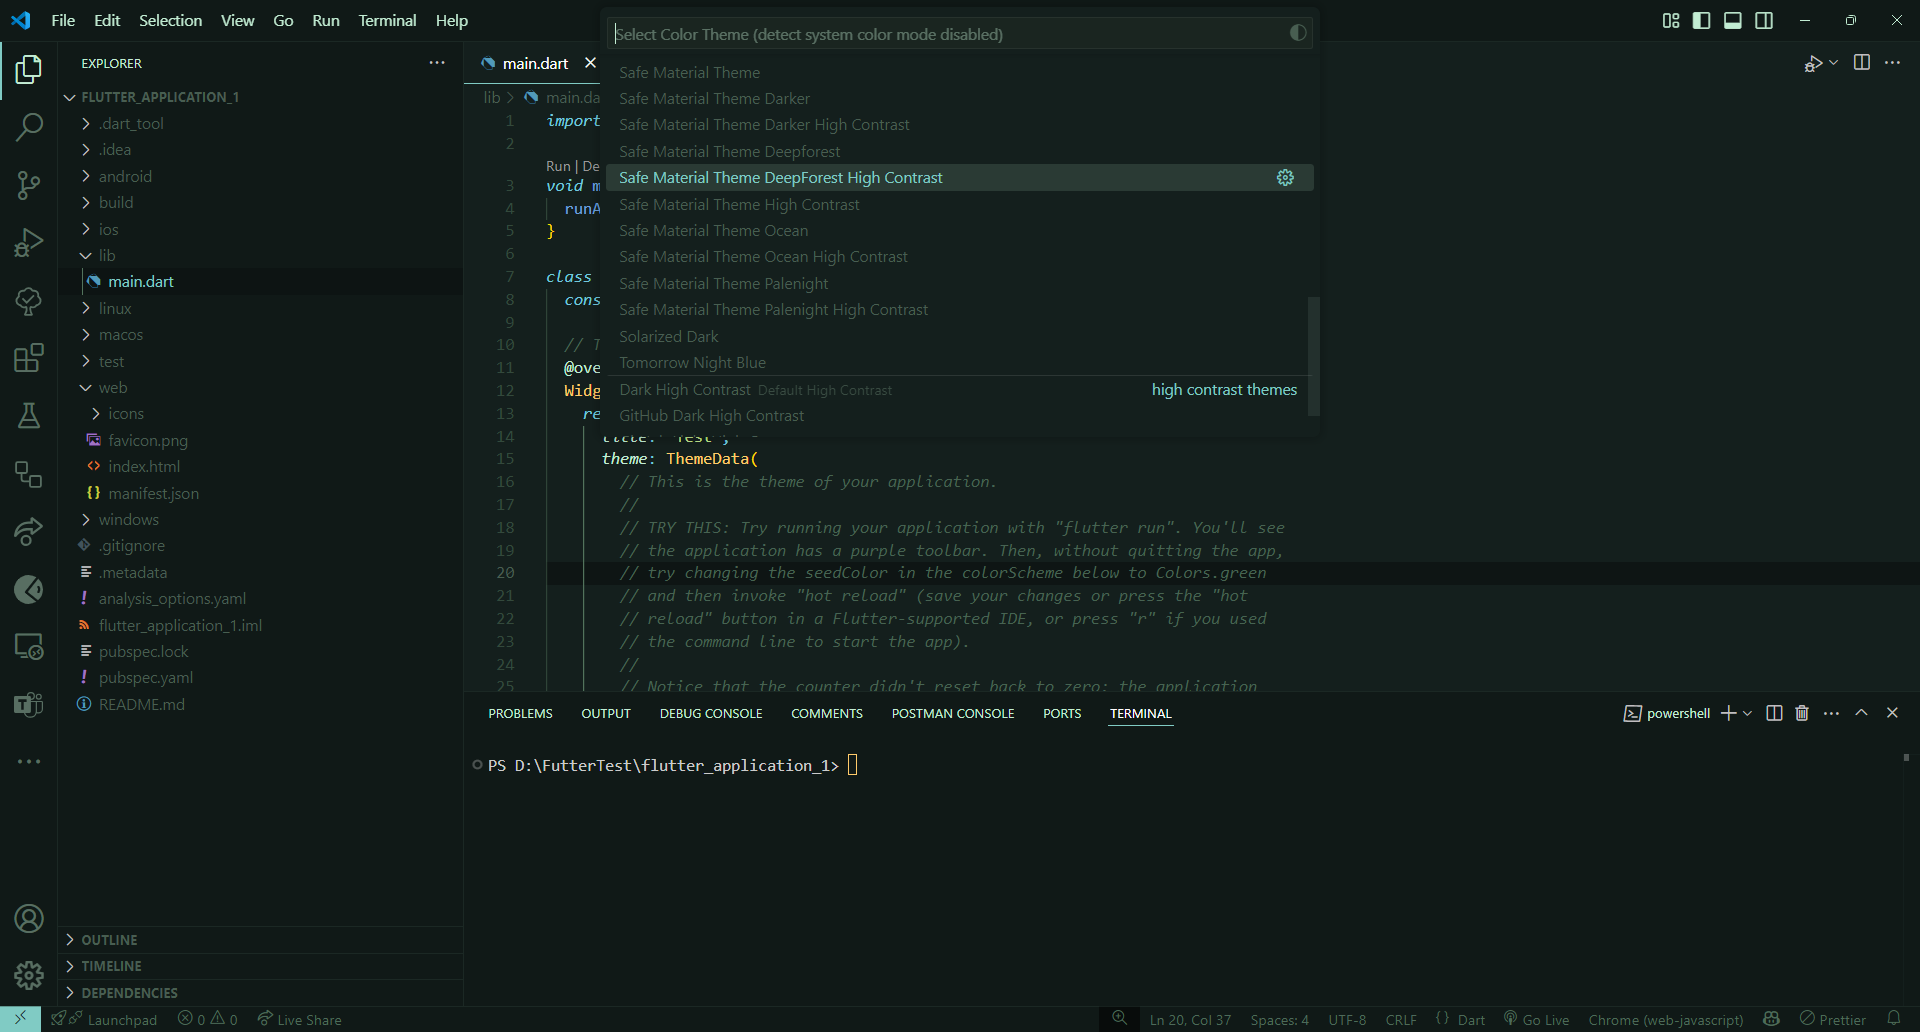 File Edit Selection View Go Run Terminal Help
Select Color Theme (detect system color mode disabled)
Safe Material Theme
Safe Material Theme Darker
Safe Material Theme Darker High Contrast
Safe Material Theme Deepforest
Safe Material Theme DeepForest High Contrast
Safe Material Theme High Contrast
Safe Material Theme Ocean
Safe Material Theme Ocean High Contrast
Safe Material Theme Palenight
Safe Material Theme Palenight High Contrast
Solarized Dark
Tomorrow Night Blue
Dark High Contrast Default High Contrast high contrast themes
GitHub Dark High Contrast
EXPLORER
FLUTTER_APPLICATION_1
.dart_tool
.idea
android
build
ios
lib
main.dart
linux
macos
test
web
icons
favicon.png
index.html
manifest.json
windows
.gitignore
.metadata
analysis_options.yaml
flutter_application_1.iml
pubspec.lock
pubspec.yaml
README.md
OUTLINE
TIMELINE
DEPENDENCIES
main.dart
lib > main.da
1 import
2
Run | De
3 void m
4 runA
5 }
6
7 class
8 cons
9
10 // T
11 @ove
12 Widg
13 re
14 title: 'Test',
15 theme: ThemeData(
16 // This is the theme of your application.
17 //
18 // TRY THIS: Try running your application with "flutter run". You'll see
19 // the application has a purple toolbar. Then, without quitting the app,
20 // try changing the seedColor in the colorScheme below to Colors.green
21 // and then invoke "hot reload" (save your changes or press the "hot
22 // reload" button in a Flutter-supported IDE, or press "r" if you used
23 // the command line to start the app).
24 //
25 // Notice that the counter didn't reset back to zero; the application
PROBLEMS OUTPUT DEBUG CONSOLE COMMENTS POSTMAN CONSOLE PORTS TERMINAL
powershell
PS D:\FutterTest\flutter_application_1>
Launchpad 0 0 Live Share
Ln 20, Col 37 Spaces: 4 UTF-8 CRLF {} Dart Go Live Chrome (web-javascript) Prettier